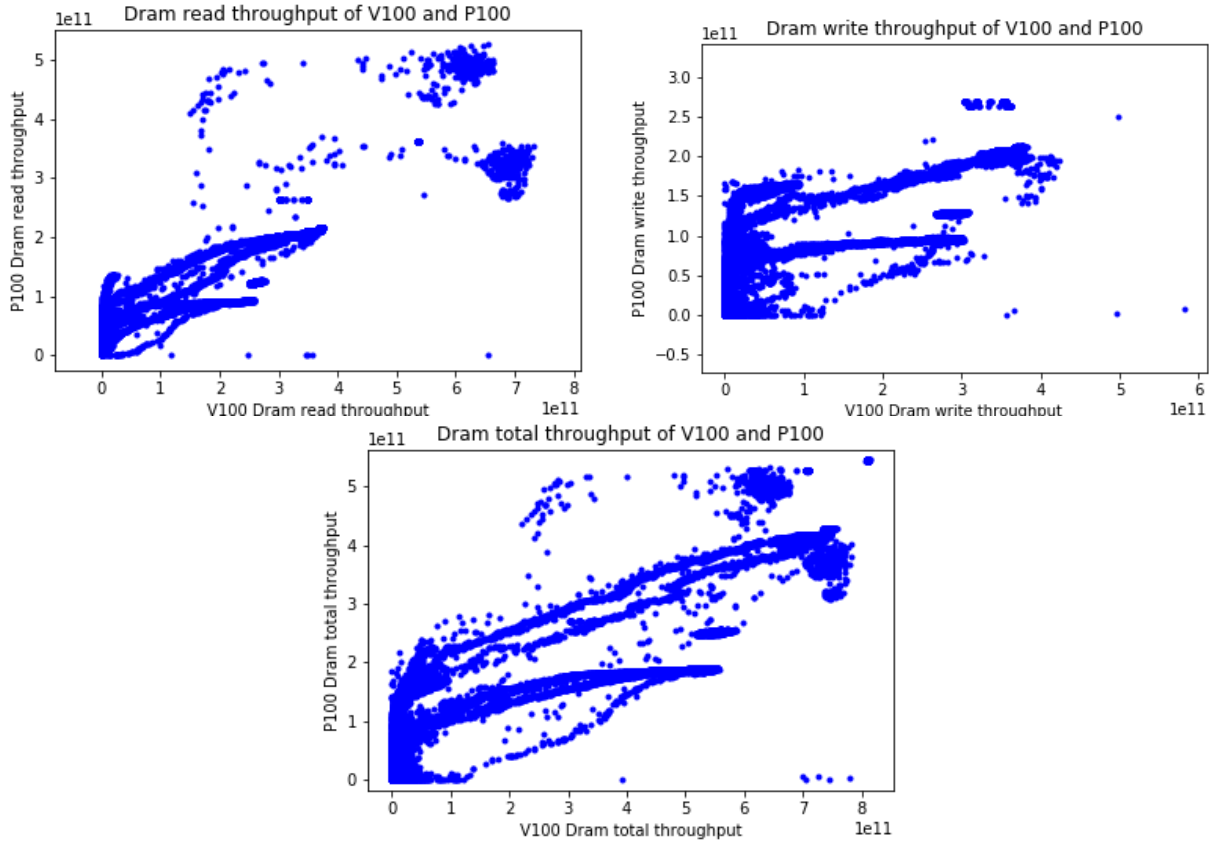 Dram read throughput of V100 and P100
1e11
P100 Dram read throughput
5
4
3
2
1
0
0 1 2 3 4 5 6 7 8
1e11
V100 Dram read throughput
Dram write throughput of V100 and P100
1e11
P100 Dram write throughput
3.0
2.5
2.0
1.5
1.0
0.5
0.0
−0.5
0 1 2 3 4 5 6
1e11
V100 Dram write throughput
Dram total throughput of V100 and P100
1e11
P100 Dram total throughput
5
4
3
2
1
0
0 1 2 3 4 5 6 7 8
1e11
V100 Dram total throughput